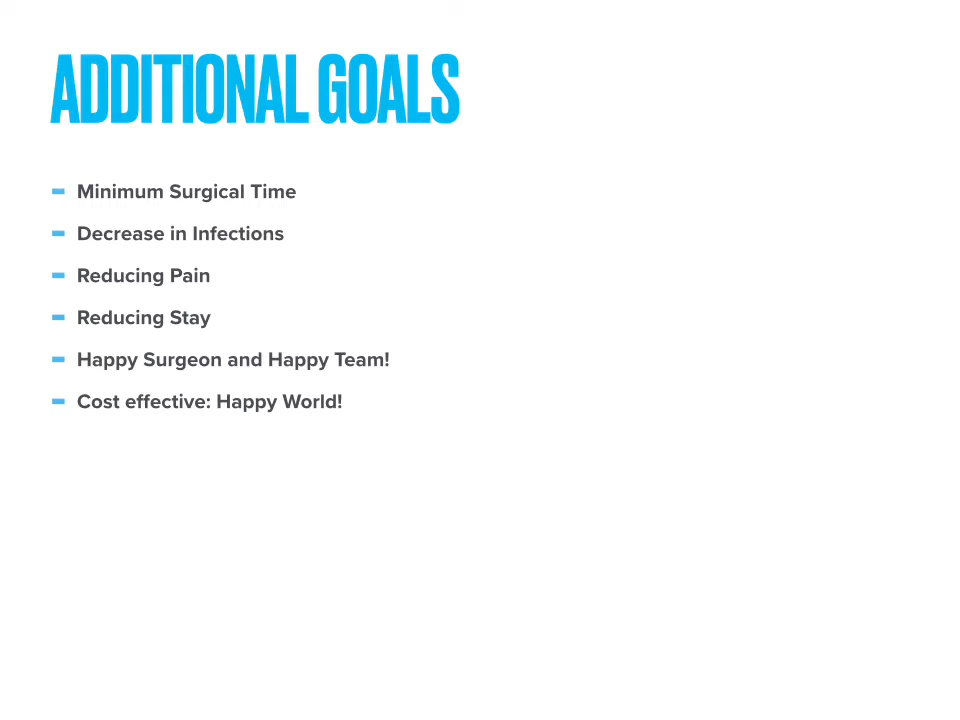 ADDITIONAL GOALS
- Minimum Surgical Time
- Decrease in Infections
- Reducing Pain
- Reducing Stay
- Happy Surgeon and Happy Team!
- Cost effective: Happy World!